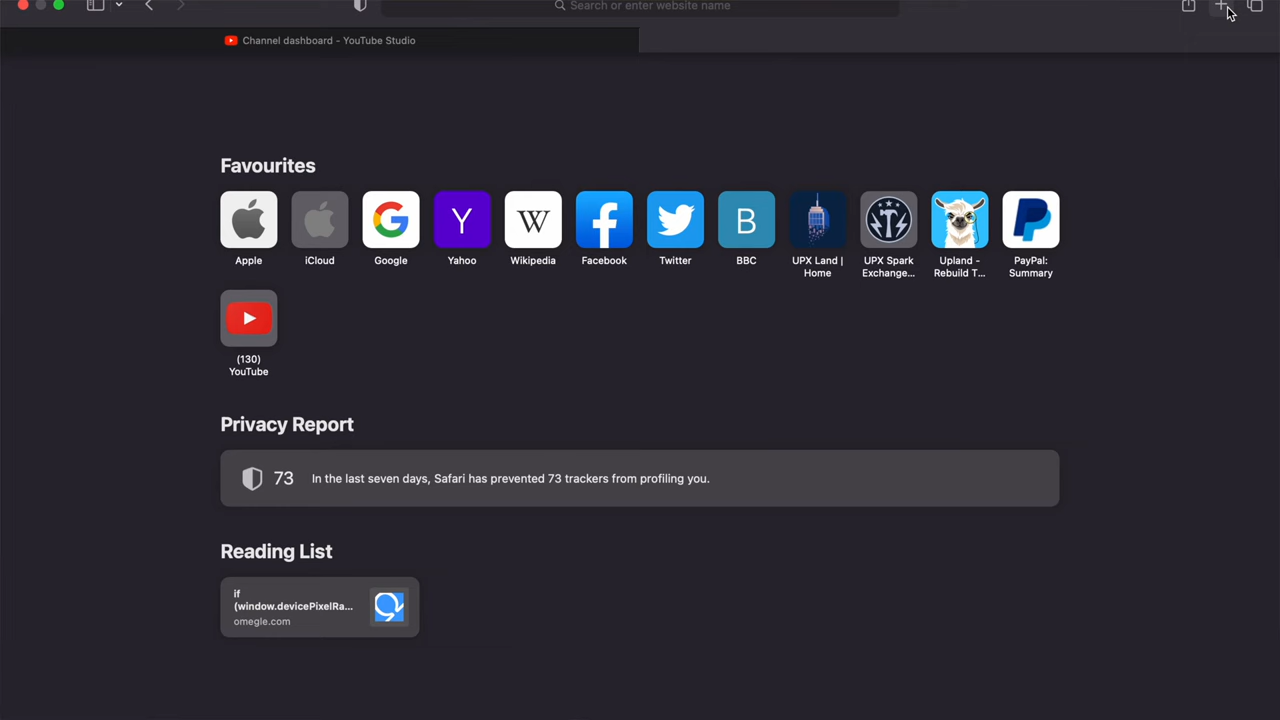 Search or enter website name
Channel dashboard - YouTube Studio
Favourites
Apple
iCloud
Google
Y
Yahoo
W
Wikipedia
Facebook
Twitter
B
BBC
UPX Land |
Home
UPX Spark
Exchange...
Upland -
Rebuild T...
PayPal:
Summary
(130)
YouTube
Privacy Report
73
In the last seven days, Safari has prevented 73 trackers from profiling you.
Reading List
if
(window.devicePixelRa...
omegle.com